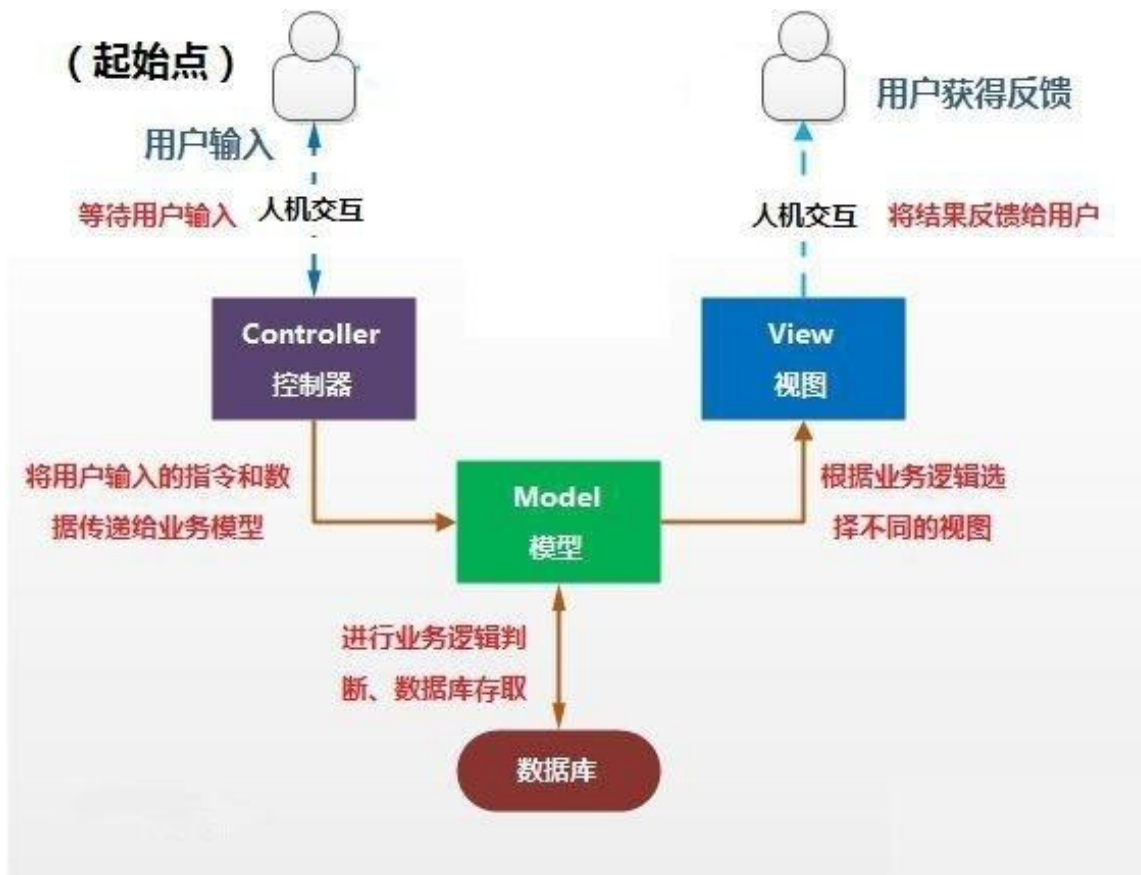 （起始点）
用户输入
等待用户输入
人机交互
Controller
控制器
将用户输入的指令和数
据传递给业务模型
Model
模型
进行业务逻辑判
断、数据库存取
数据库
根据业务逻辑选
择不同的视图
View
视图
人机交互
将结果反馈给用户
用户获得反馈